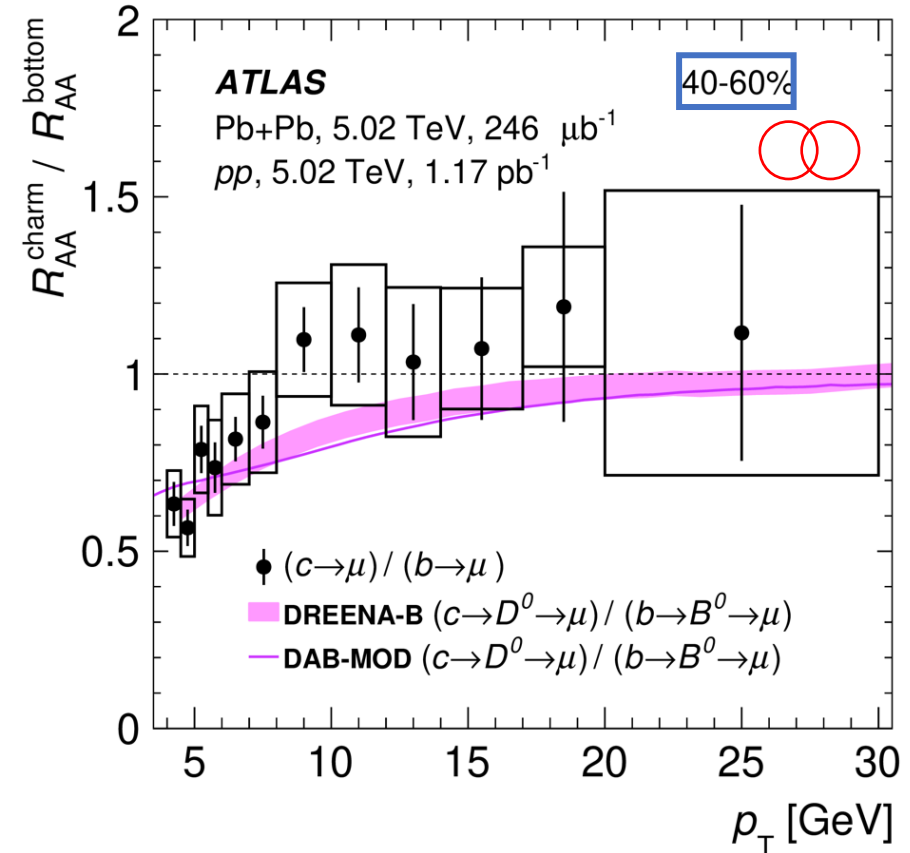 2
R_AA^charm / R_AA^bottom
ATLAS
40-60%
Pb+Pb, 5.02 TeV, 246 μb⁻¹
pp, 5.02 TeV, 1.17 pb⁻¹
1.5
1
0.5
(c→μ) / (b→μ )
DREENA-B (c→D⁰→μ) / (b→B⁰→μ)
DAB-MOD (c→D⁰→μ) / (b→B⁰→μ)
0
5 10 15 20 25 30
p_T [GeV]